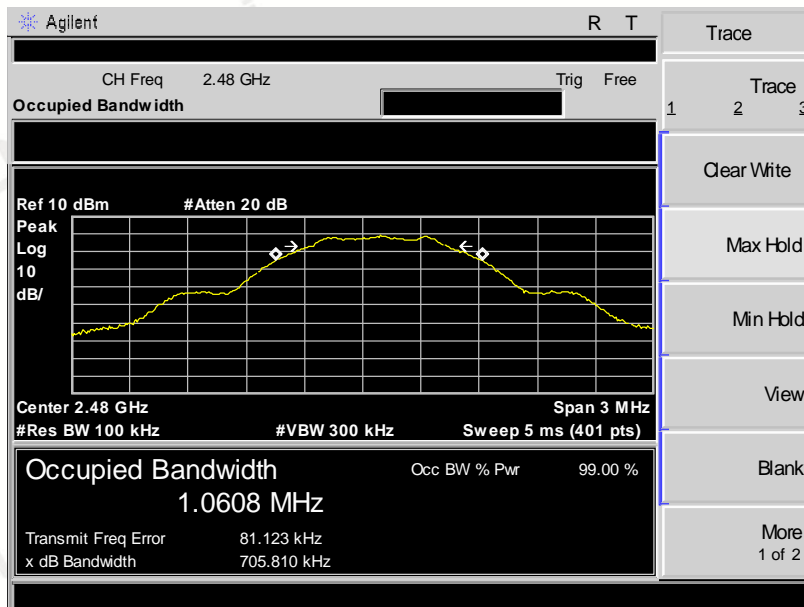 Agilent R T
Trace
CH Freq 2.48 GHz Trig Free
Occupied Bandwidth
Trace
1 2 3
Clear Write
Ref 10 dBm #Atten 20 dB
Peak
Log
10
dB/
Max Hold
Min Hold
View
Center 2.48 GHz Span 3 MHz
#Res BW 100 kHz #VBW 300 kHz Sweep 5 ms (401 pts)
Occupied Bandwidth Occ BW % Pwr 99.00 %
1.0608 MHz
Blank
Transmit Freq Error 81.123 kHz
x dB Bandwidth 705.810 kHz
More
1 of 2